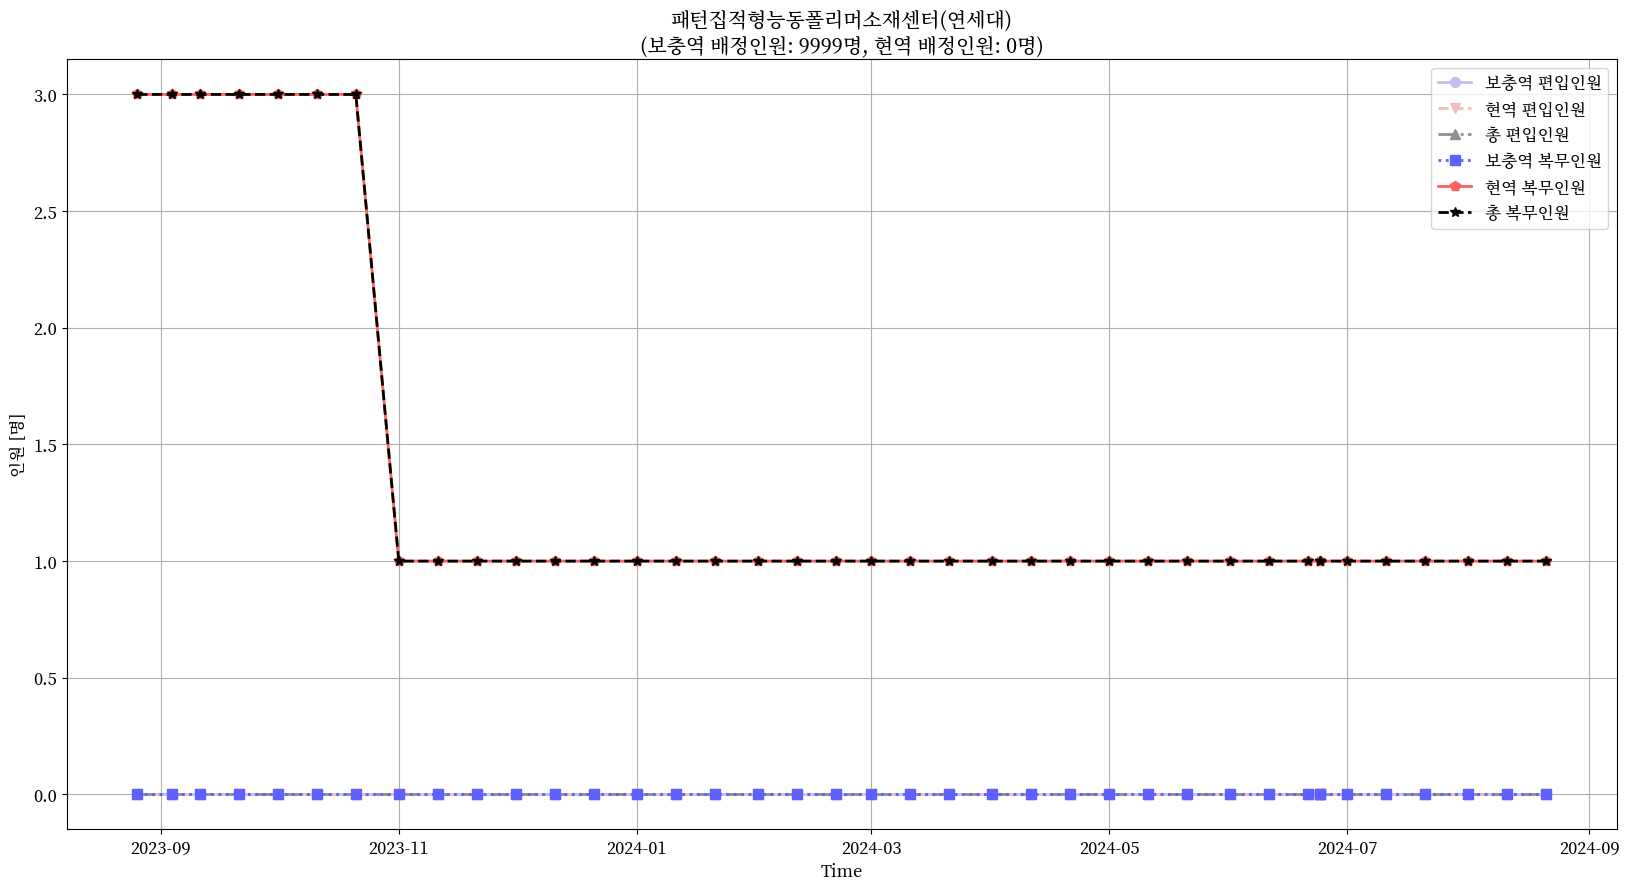 패턴집적형능동폴리머소재센터(연세대)
(보충역 배정인원: 9999명, 현역 배정인원: 0명)
보충역 편입인원
현역 편입인원
총 편입인원
보충역 복무인원
현역 복무인원
총 복무인원
인원 [명]
3.0
2.5
2.0
1.5
1.0
0.5
0.0
2023-09
2023-11
2024-01
2024-03
2024-05
2024-07
2024-09
Time